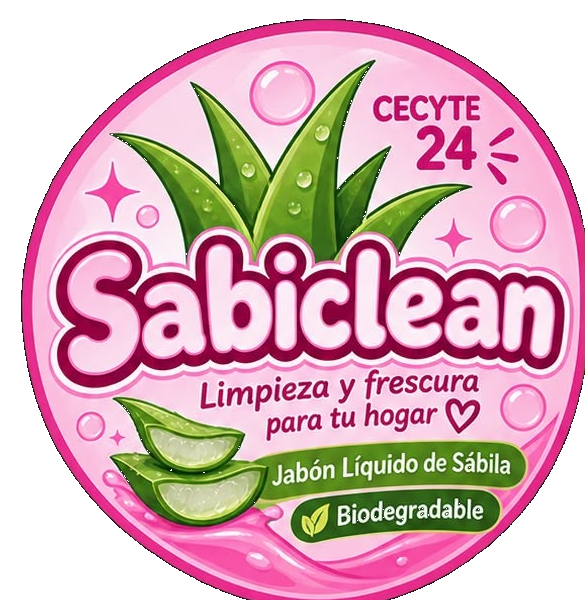 CECYTE
24
Sabiclean
Limpieza y frescura
para tu hogar
Jabón Líquido de Sábila
Biodegradable